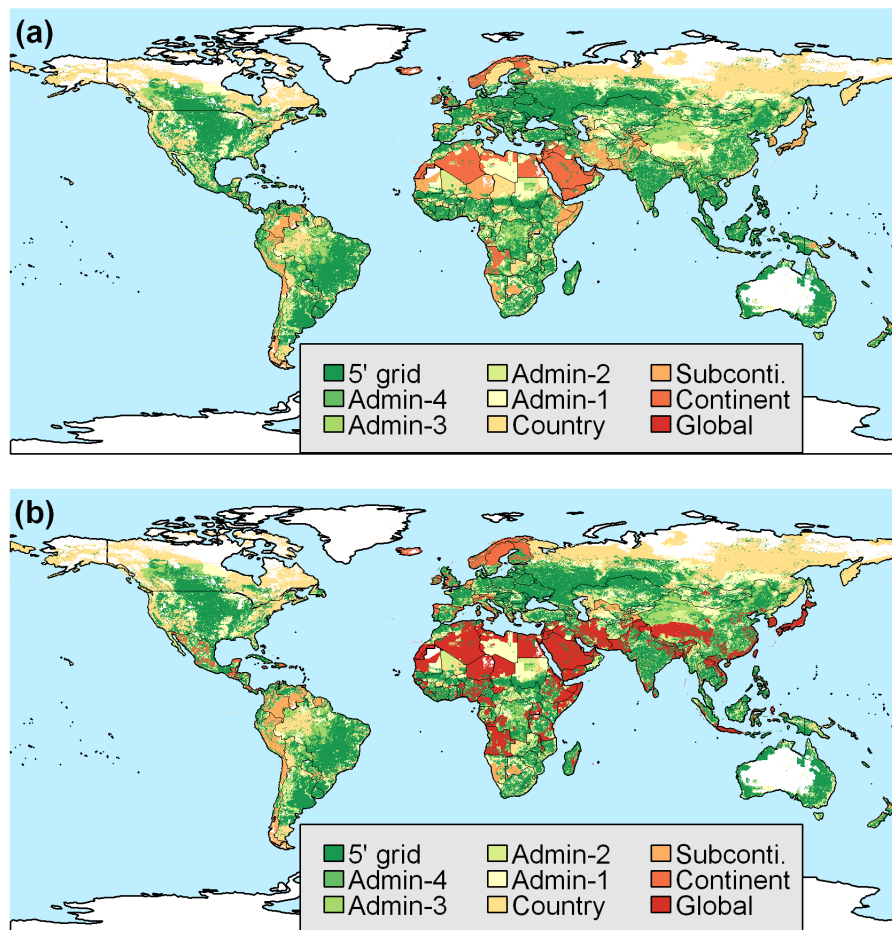 (a)
5' grid Admin-2 Subconti.
Admin-4 Admin-1 Continent
Admin-3 Country Global
(b)
5' grid Admin-2 Subconti.
Admin-4 Admin-1 Continent
Admin-3 Country Global